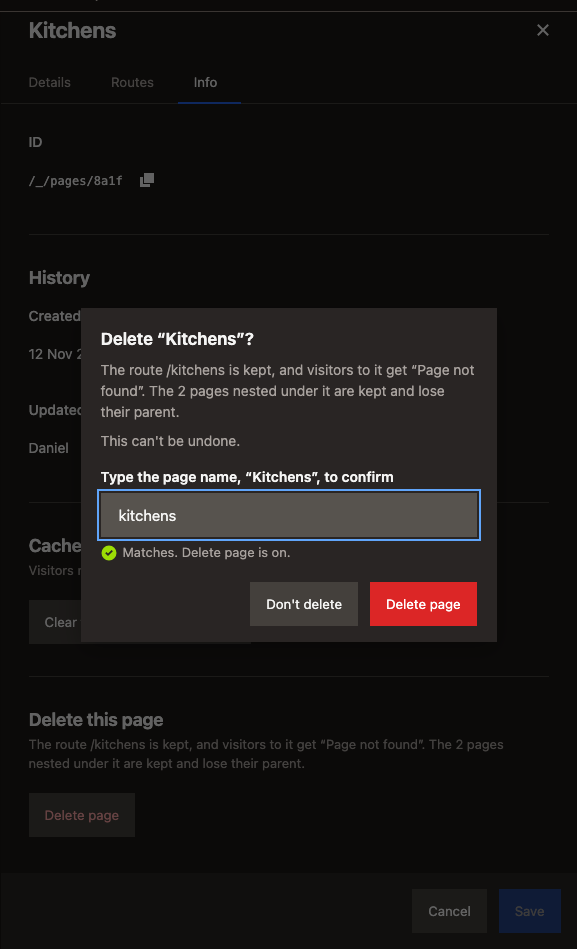 Kitchens
Details Routes Info
ID
/_/pages/8a1f
History
Created
12 Nov 2
Updated
Daniel
Delete “Kitchens”?
The route /kitchens is kept, and visitors to it get “Page not
found”. The 2 pages nested under it are kept and lose
their parent.
This can't be undone.
Type the page name, “Kitchens”, to confirm
kitchens
Matches. Delete page is on.
Don't delete Delete page
Cache
Visitors
Clear
Delete this page
The route /kitchens is kept, and visitors to it get “Page not found”. The 2 pages
nested under it are kept and lose their parent.
Delete page
Cancel Save